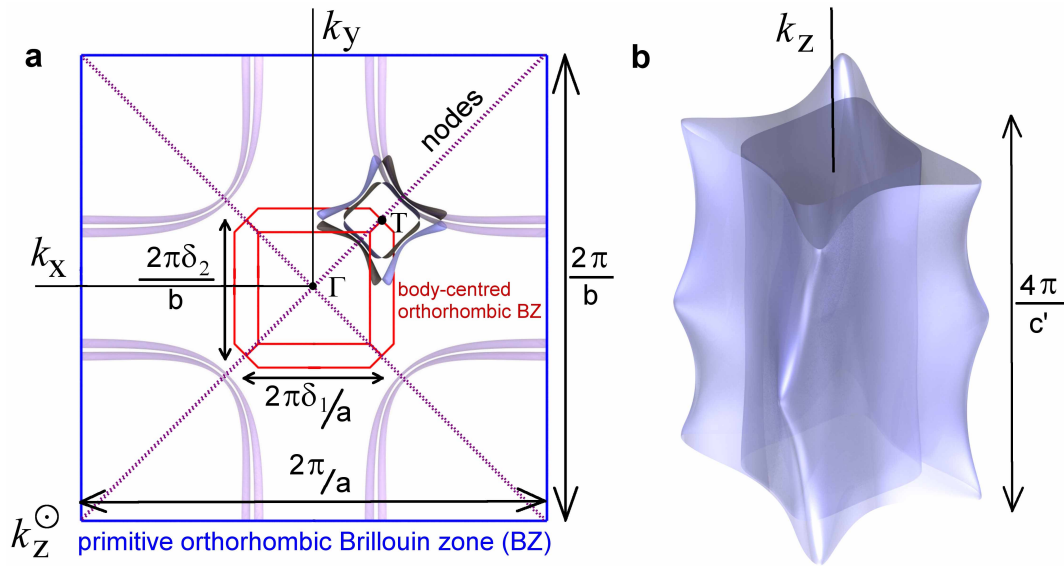 a
k_y
nodes
T
k_x
2πδ_2
b
Γ
body-centred
orthorhombic BZ
2π
b
2πδ_1/a
2π/a
k_z ⊙
primitive orthorhombic Brillouin zone (BZ)
b
k_z
4π
c'